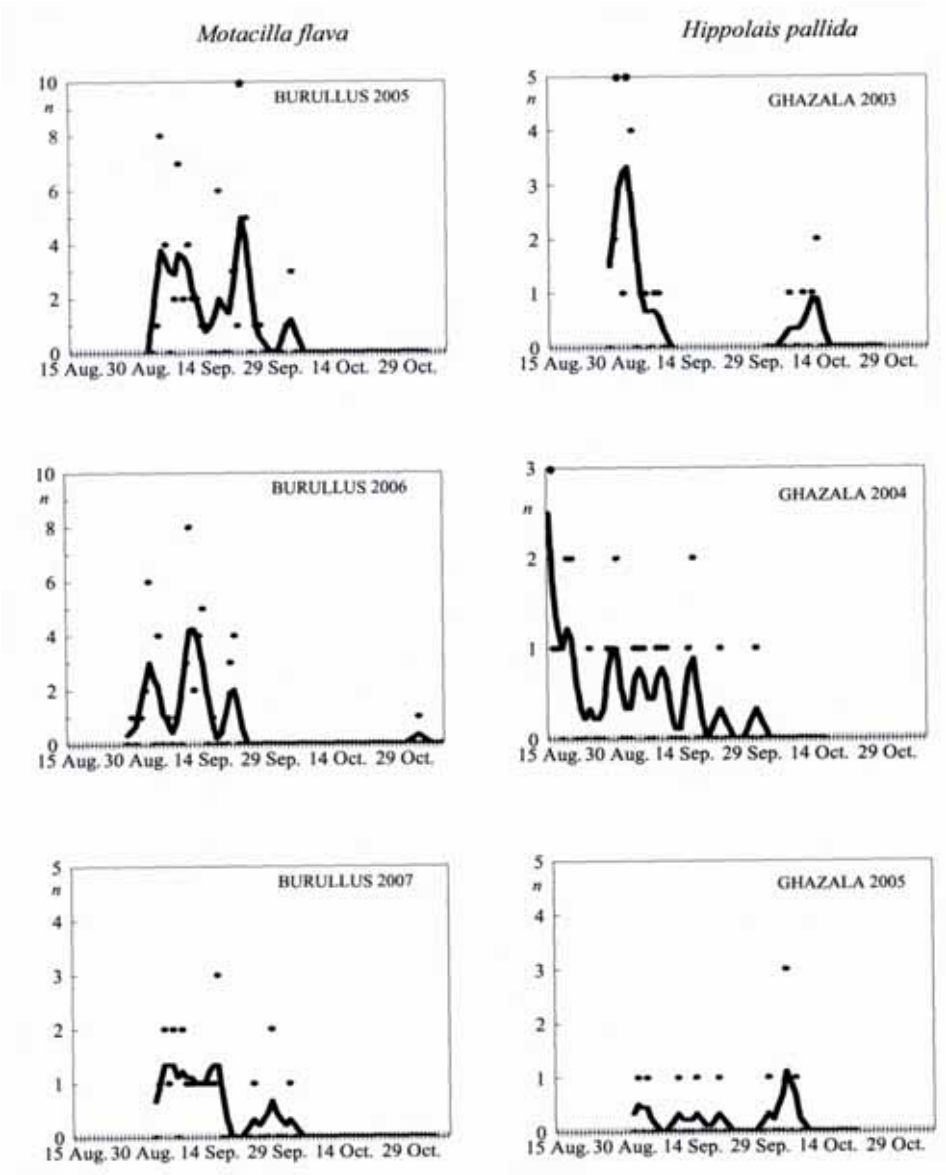 Motacilla flava
Hippolais pallida
BURULLUS 2005
10
n
8
6
4
2
0
15 Aug. 30 Aug. 14 Sep. 29 Sep. 14 Oct. 29 Oct.
GHAZALA 2003
5
n
4
3
2
1
0
15 Aug. 30 Aug. 14 Sep. 29 Sep. 14 Oct. 29 Oct.
BURULLUS 2006
10
n
8
6
4
2
0
15 Aug. 30 Aug. 14 Sep. 29 Sep. 14 Oct. 29 Oct.
GHAZALA 2004
3
n
2
1
0
15 Aug. 30 Aug. 14 Sep. 29 Sep. 14 Oct. 29 Oct.
BURULLUS 2007
5
n
4
3
2
1
0
15 Aug. 30 Aug. 14 Sep. 29 Sep. 14 Oct. 29 Oct.
GHAZALA 2005
5
n
4
3
2
1
0
15 Aug. 30 Aug. 14 Sep. 29 Sep. 14 Oct. 29 Oct.